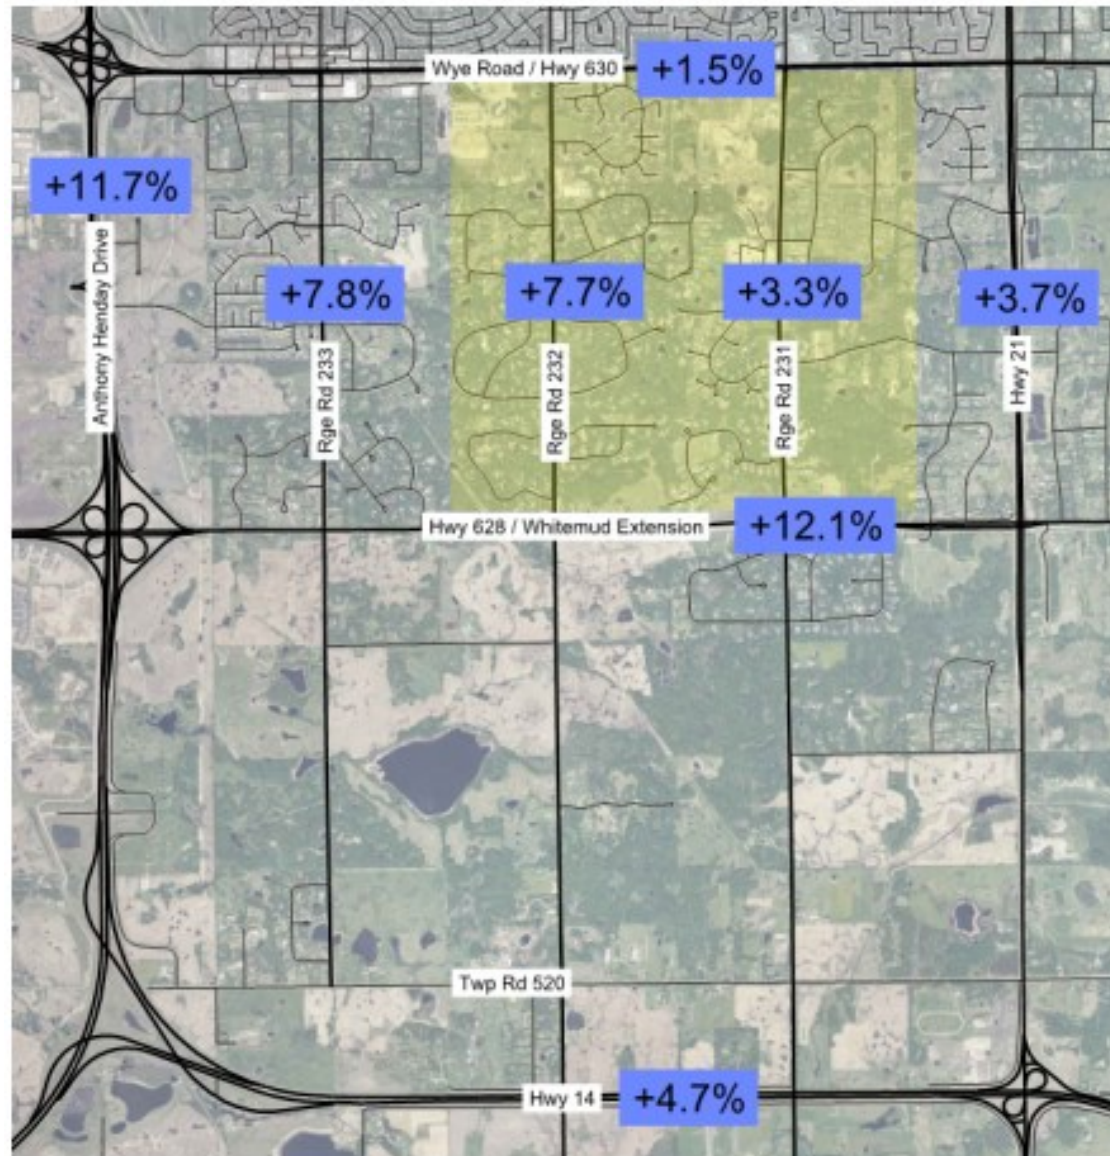 Wye Road / Hwy 630
+1.5%
+11.7%
Anthony Henday Drive
+7.8%
+7.7%
+3.3%
+3.7%
Rge Rd 233
Rge Rd 232
Rge Rd 231
Hwy 21
Hwy 628 / Whitemud Extension
+12.1%
Twp Rd 520
Hwy 14
+4.7%